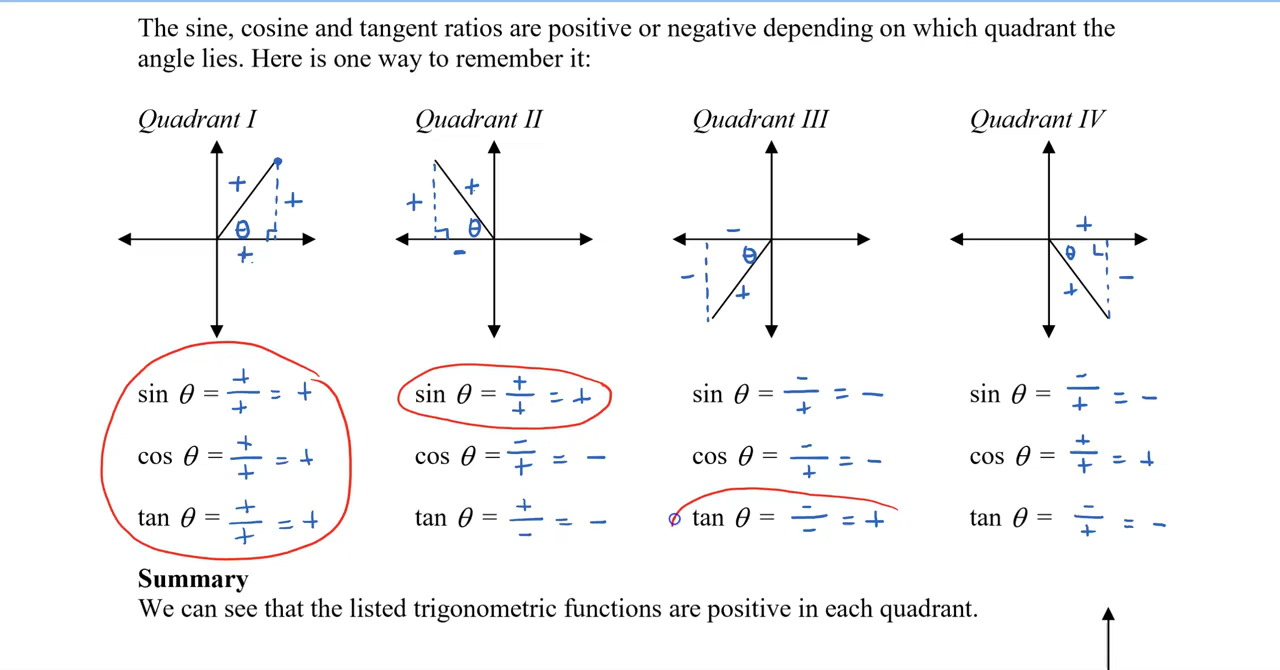 The sine, cosine and tangent ratios are positive or negative depending on which quadrant the
angle lies. Here is one way to remember it:
Quadrant I Quadrant II Quadrant III Quadrant IV
+ + θ +
+ + θ -
- θ - +
+ θ + -
sin θ = +/+ = + sin θ = +/+ = + sin θ = -/+ = - sin θ = -/+ = -
cos θ = +/+ = + cos θ = -/+ = - cos θ = -/+ = - cos θ = +/+ = +
tan θ = +/+ = + tan θ = +/- = - tan θ = -/- = + tan θ = -/+ = -
Summary
We can see that the listed trigonometric functions are positive in each quadrant.